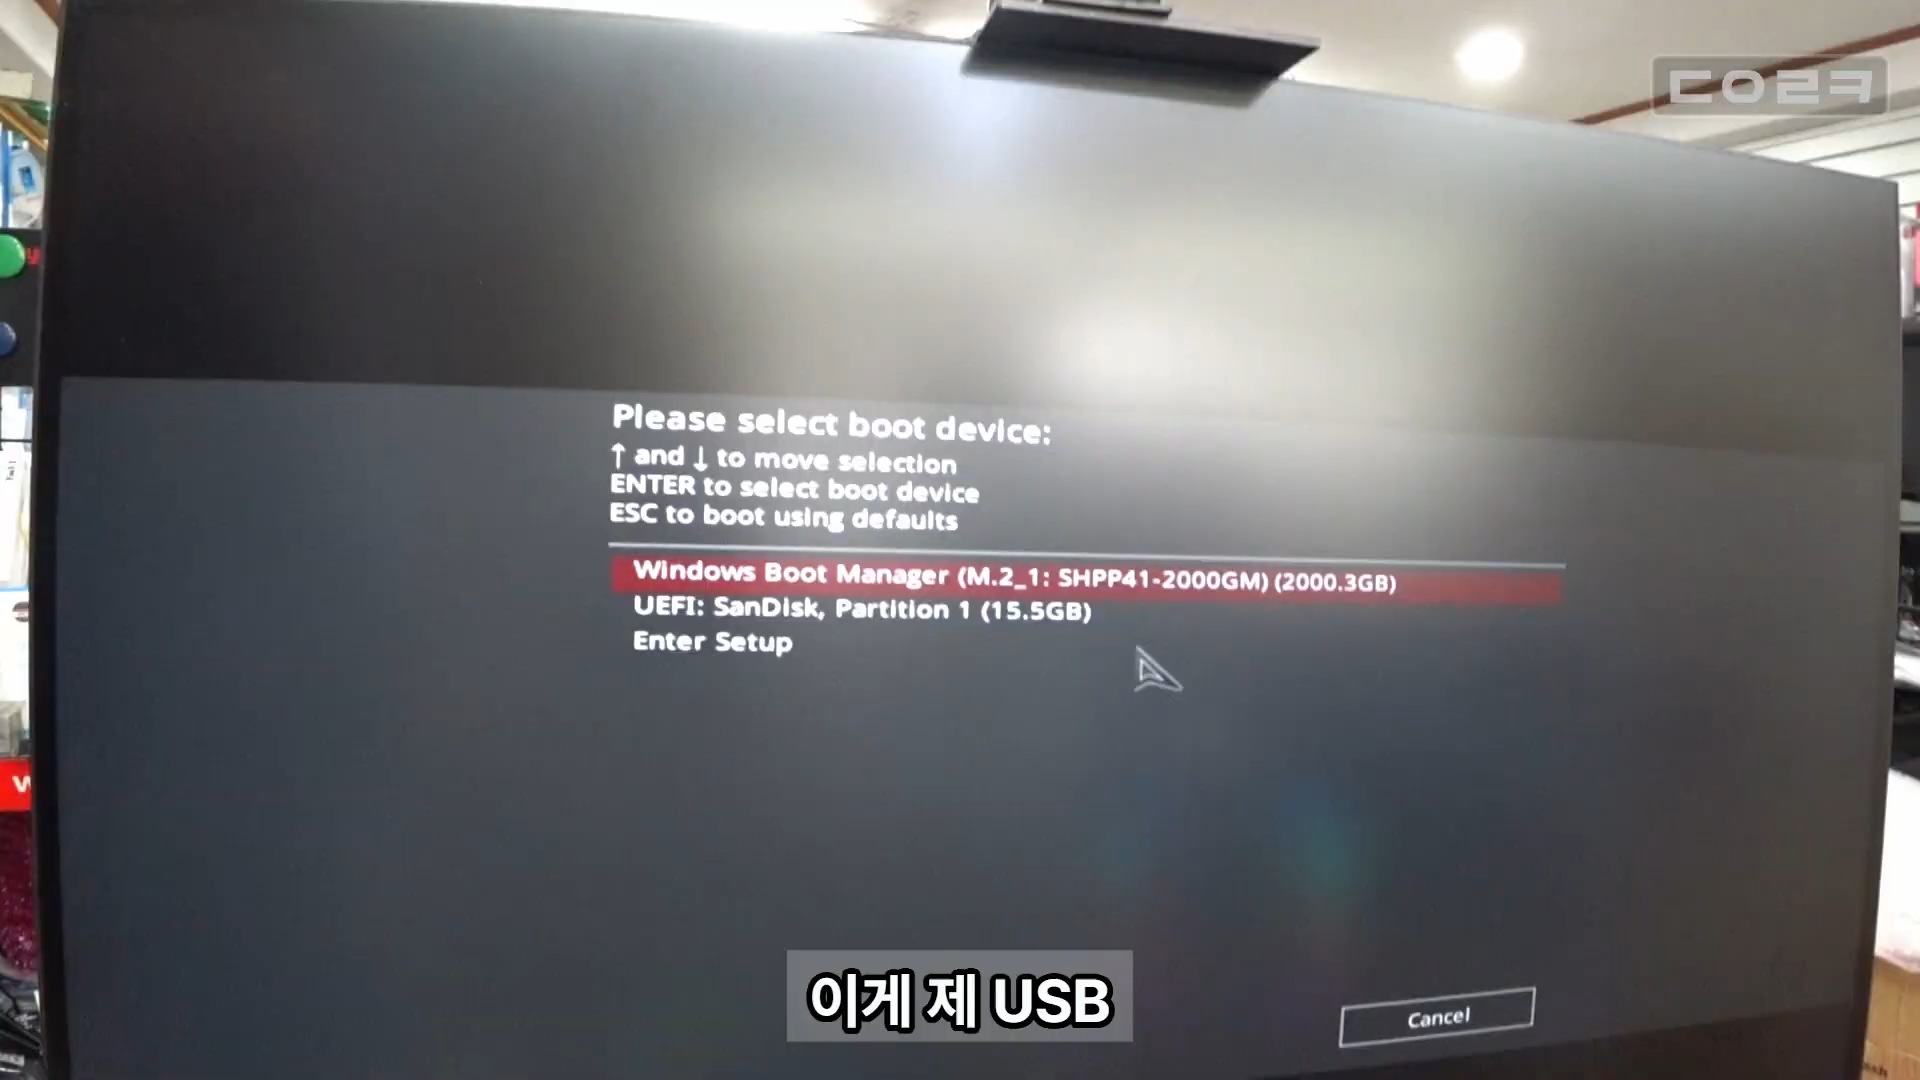 ㄷㅇㄹㅋ
Please select boot device:
↑ and ↓ to move selection
ENTER to select boot device
ESC to boot using defaults
Windows Boot Manager (M.2_1: SHPP41-2000GM) (2000.3GB)
UEFI: SanDisk, Partition 1 (15.5GB)
Enter Setup
이게 제 USB
Cancel